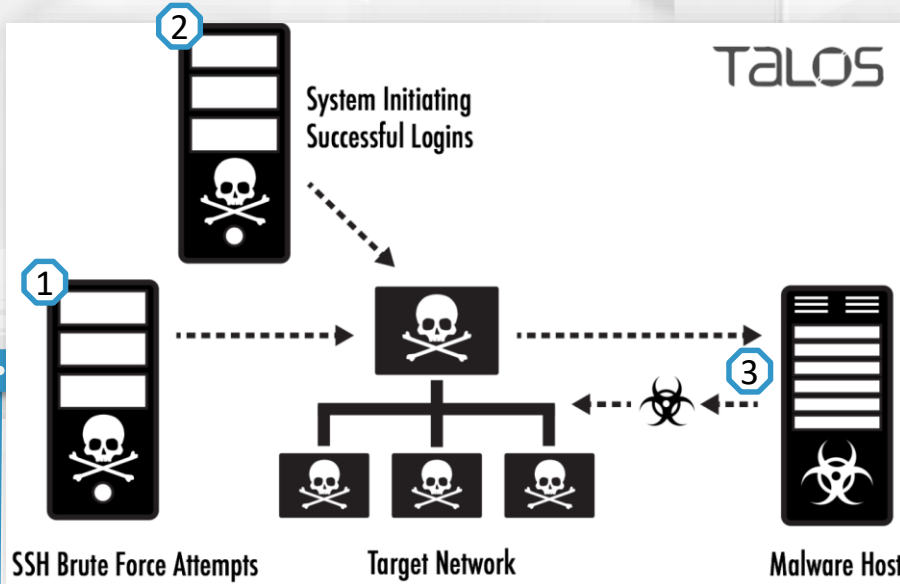 2
TALOS
System Initiating
Successful Logins
1
3
SSH Brute Force Attempts
Target Network
Malware Host